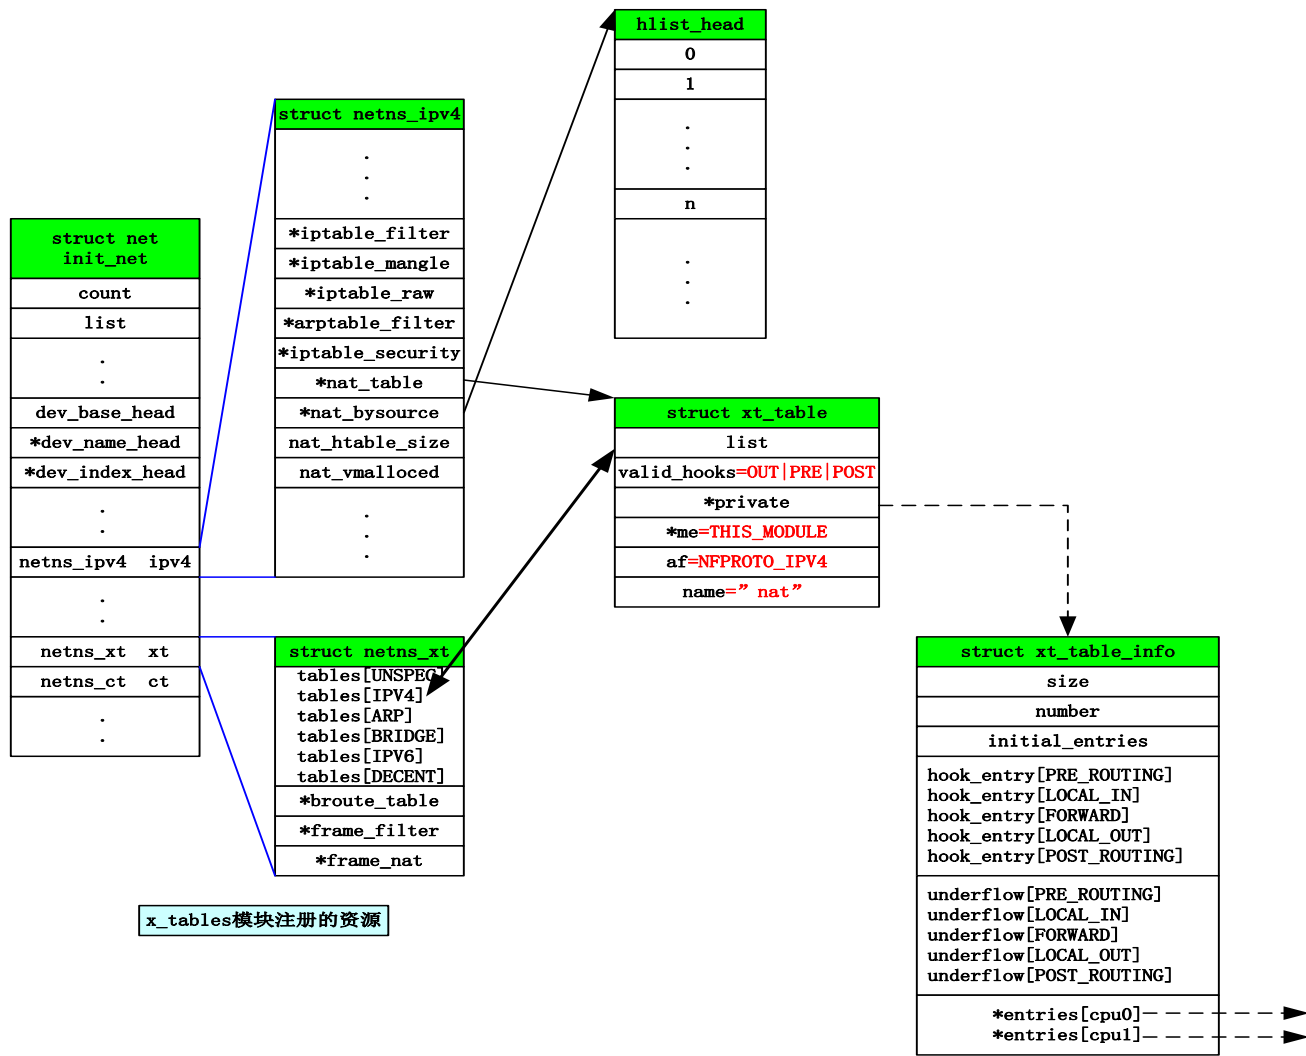 hlist_head
0
1
.
.
.
n
.
.
.
struct netns_ipv4
.
.
.
*iptable_filter
*iptable_mangle
*iptable_raw
*arptable_filter
*iptable_security
*nat_table
*nat_bysource
nat_htable_size
nat_vmalloced
.
.
.
struct net
init_net
count
list
.
.
dev_base_head
*dev_name_head
*dev_index_head
.
.
netns_ipv4 ipv4
.
.
netns_xt xt
netns_ct ct
.
.
struct xt_table
list
valid_hooks=OUT|PRE|POST
*private
*me=THIS_MODULE
af=NFPROTO_IPV4
name=”nat”
struct netns_xt
tables[UNSPEC]
tables[IPV4]
tables[ARP]
tables[BRIDGE]
tables[IPV6]
tables[DECENT]
*broute_table
*frame_filter
*frame_nat
struct xt_table_info
size
number
initial_entries
hook_entry[PRE_ROUTING]
hook_entry[LOCAL_IN]
hook_entry[FORWARD]
hook_entry[LOCAL_OUT]
hook_entry[POST_ROUTING]
underflow[PRE_ROUTING]
underflow[LOCAL_IN]
underflow[FORWARD]
underflow[LOCAL_OUT]
underflow[POST_ROUTING]
*entries[cpu0]
*entries[cpu1]
x_tables模块注册的资源